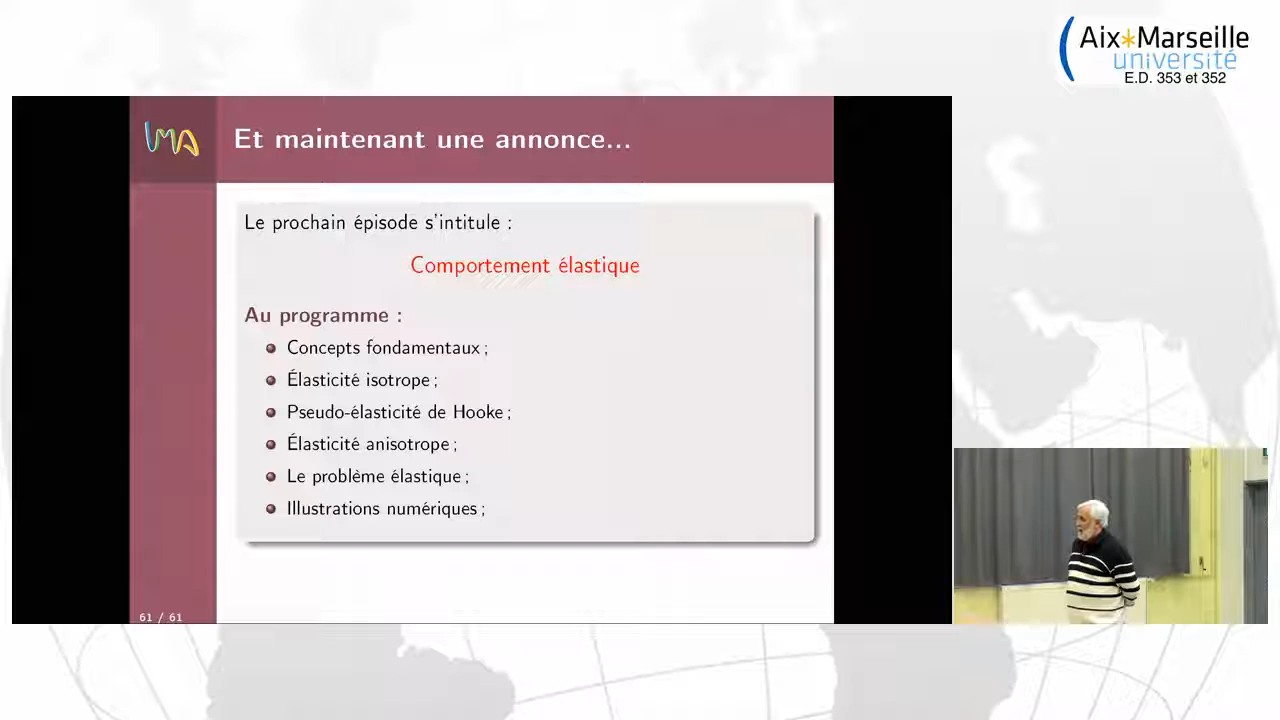 Aix*Marseille
université
E.D. 353 et 352
LMA
Et maintenant une annonce...
Le prochain épisode s'intitule :
Comportement élastique
Au programme :
Concepts fondamentaux ;
Élasticité isotrope ;
Pseudo-élasticité de Hooke ;
Élasticité anisotrope ;
Le problème élastique ;
Illustrations numériques ;
61 / 61